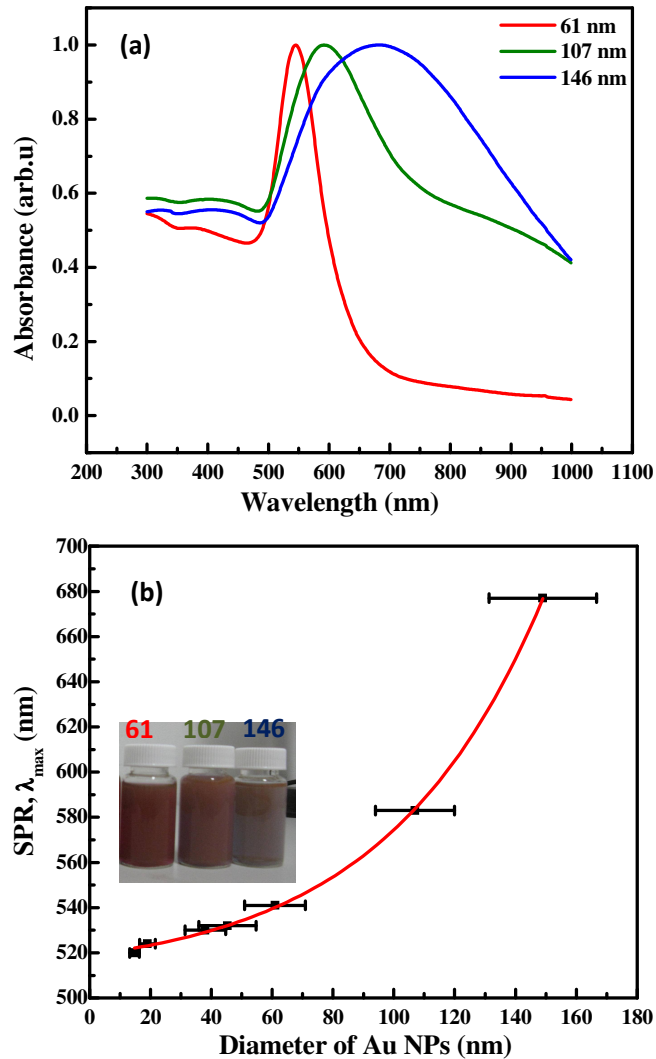 (a)
61 nm
107 nm
146 nm
1.0
0.8
0.6
0.4
0.2
0.0
Absorbance (arb.u)
200 300 400 500 600 700 800 900 1000 1100
Wavelength (nm)
(b)
700
680
660
640
620
600
580
560
540
520
500
SPR, λmax (nm)
61 107 146
0 20 40 60 80 100 120 140 160 180
Diameter of Au NPs (nm)